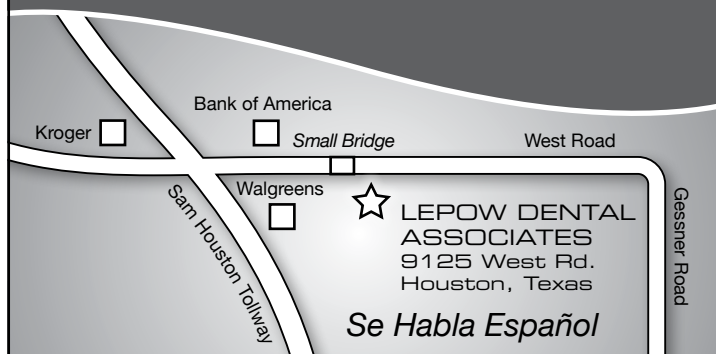 Bank of America
Kroger
Small Bridge
West Road
Walgreens
Sam Houston Tollway
Gessner Road
LEPOW DENTAL
ASSOCIATES
9125 West Rd.
Houston, Texas
Se Habla Español